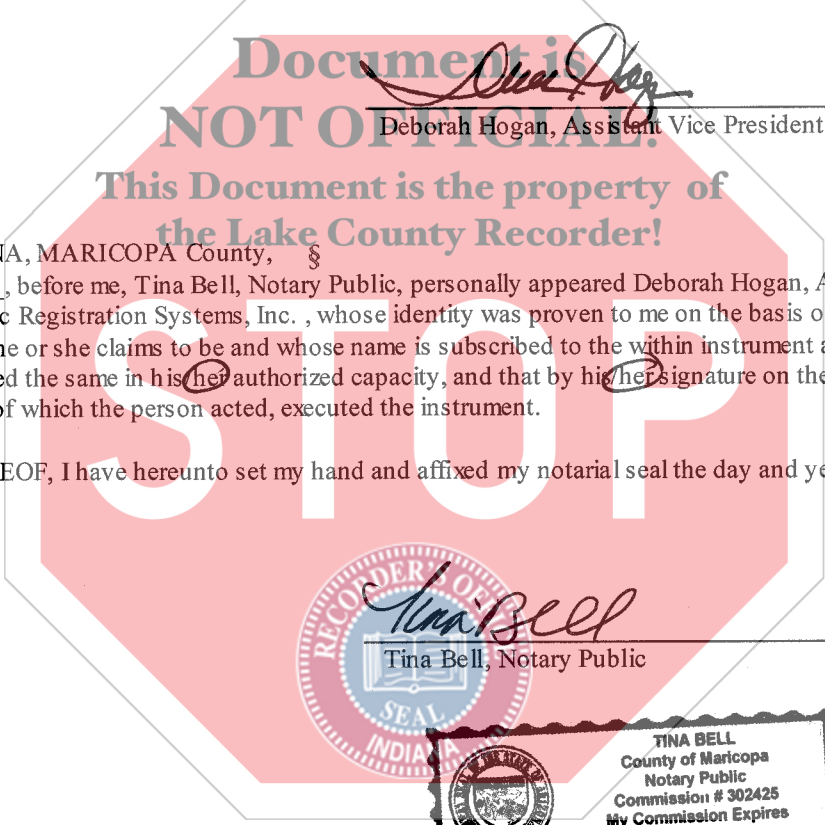 Document is
NOT OFFICIAL!
Deborah Hogan, Assistant Vice President
This Document is the property of
the Lake County Recorder!
NA, MARICOPA County, §
, before me, Tina Bell, Notary Public, personally appeared Deborah Hogan, A
c Registration Systems, Inc. , whose identity was proven to me on the basis o
he or she claims to be and whose name is subscribed to the within instrument a
ed the same in his/her authorized capacity, and that by his/her signature on the
of which the person acted, executed the instrument.
STOP
EOF, I have hereunto set my hand and affixed my notarial seal the day and ye
RECORDER'S OFFICE
Tina Bell
Tina Bell, Notary Public
SEAL
INDIANA
TINA BELL
County of Maricopa
Notary Public
Commission # 302425
My Commission Expires